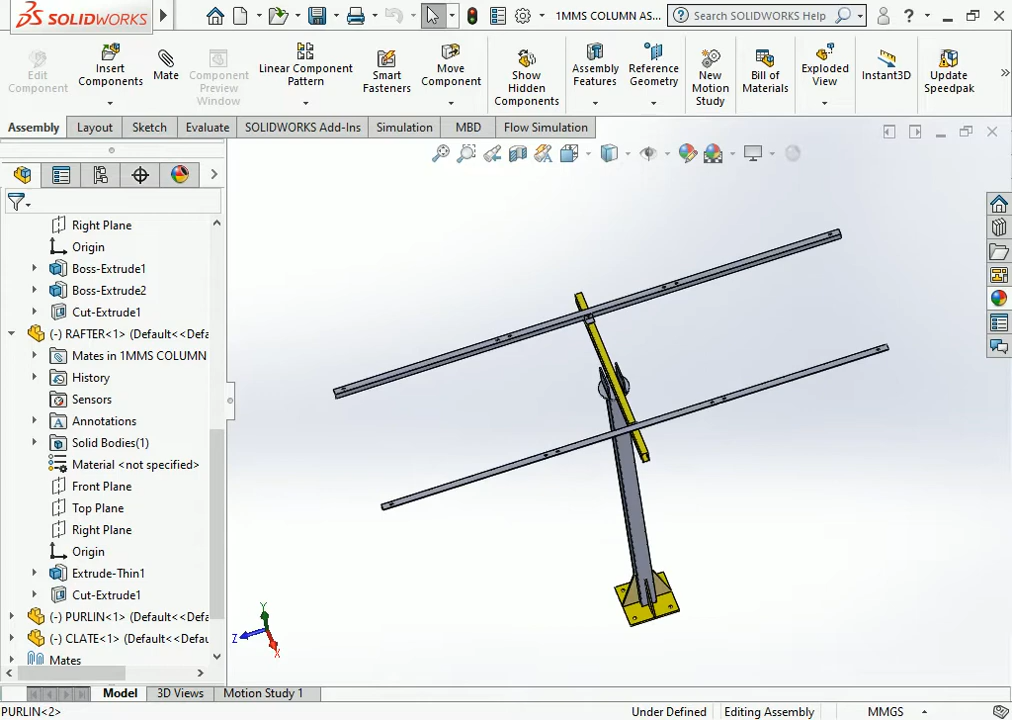 SOLIDWORKS
1MMS COLUMN AS...
Search SOLIDWORKS Help
?
Edit Component
Insert Components
Mate
Component Preview Window
Linear Component Pattern
Smart Fasteners
Move Component
Show Hidden Components
Assembly Features
Reference Geometry
New Motion Study
Bill of Materials
Exploded View
Instant3D
Update Speedpak
Assembly
Layout
Sketch
Evaluate
SOLIDWORKS Add-Ins
Simulation
MBD
Flow Simulation
Right Plane
Origin
Boss-Extrude1
Boss-Extrude2
Cut-Extrude1
(-) RAFTER<1> (Default<<Defa
Mates in 1MMS COLUMN
History
Sensors
Annotations
Solid Bodies(1)
Material <not specified>
Front Plane
Top Plane
Right Plane
Origin
Extrude-Thin1
Cut-Extrude1
(-) PURLIN<1> (Default<<Defau
(-) CLATE<1> (Default<<Defau
Mates
Y
Z
X
Model
3D Views
Motion Study 1
PURLIN<2>
Under Defined
Editing Assembly
MMGS